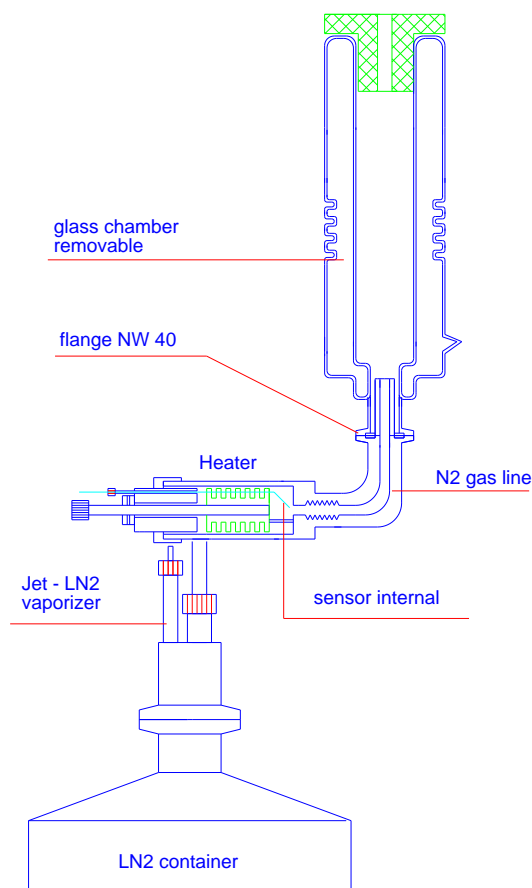 glass chamber
removable
flange NW 40
Heater
N2 gas line
Jet - LN2
vaporizer
sensor internal
LN2 container